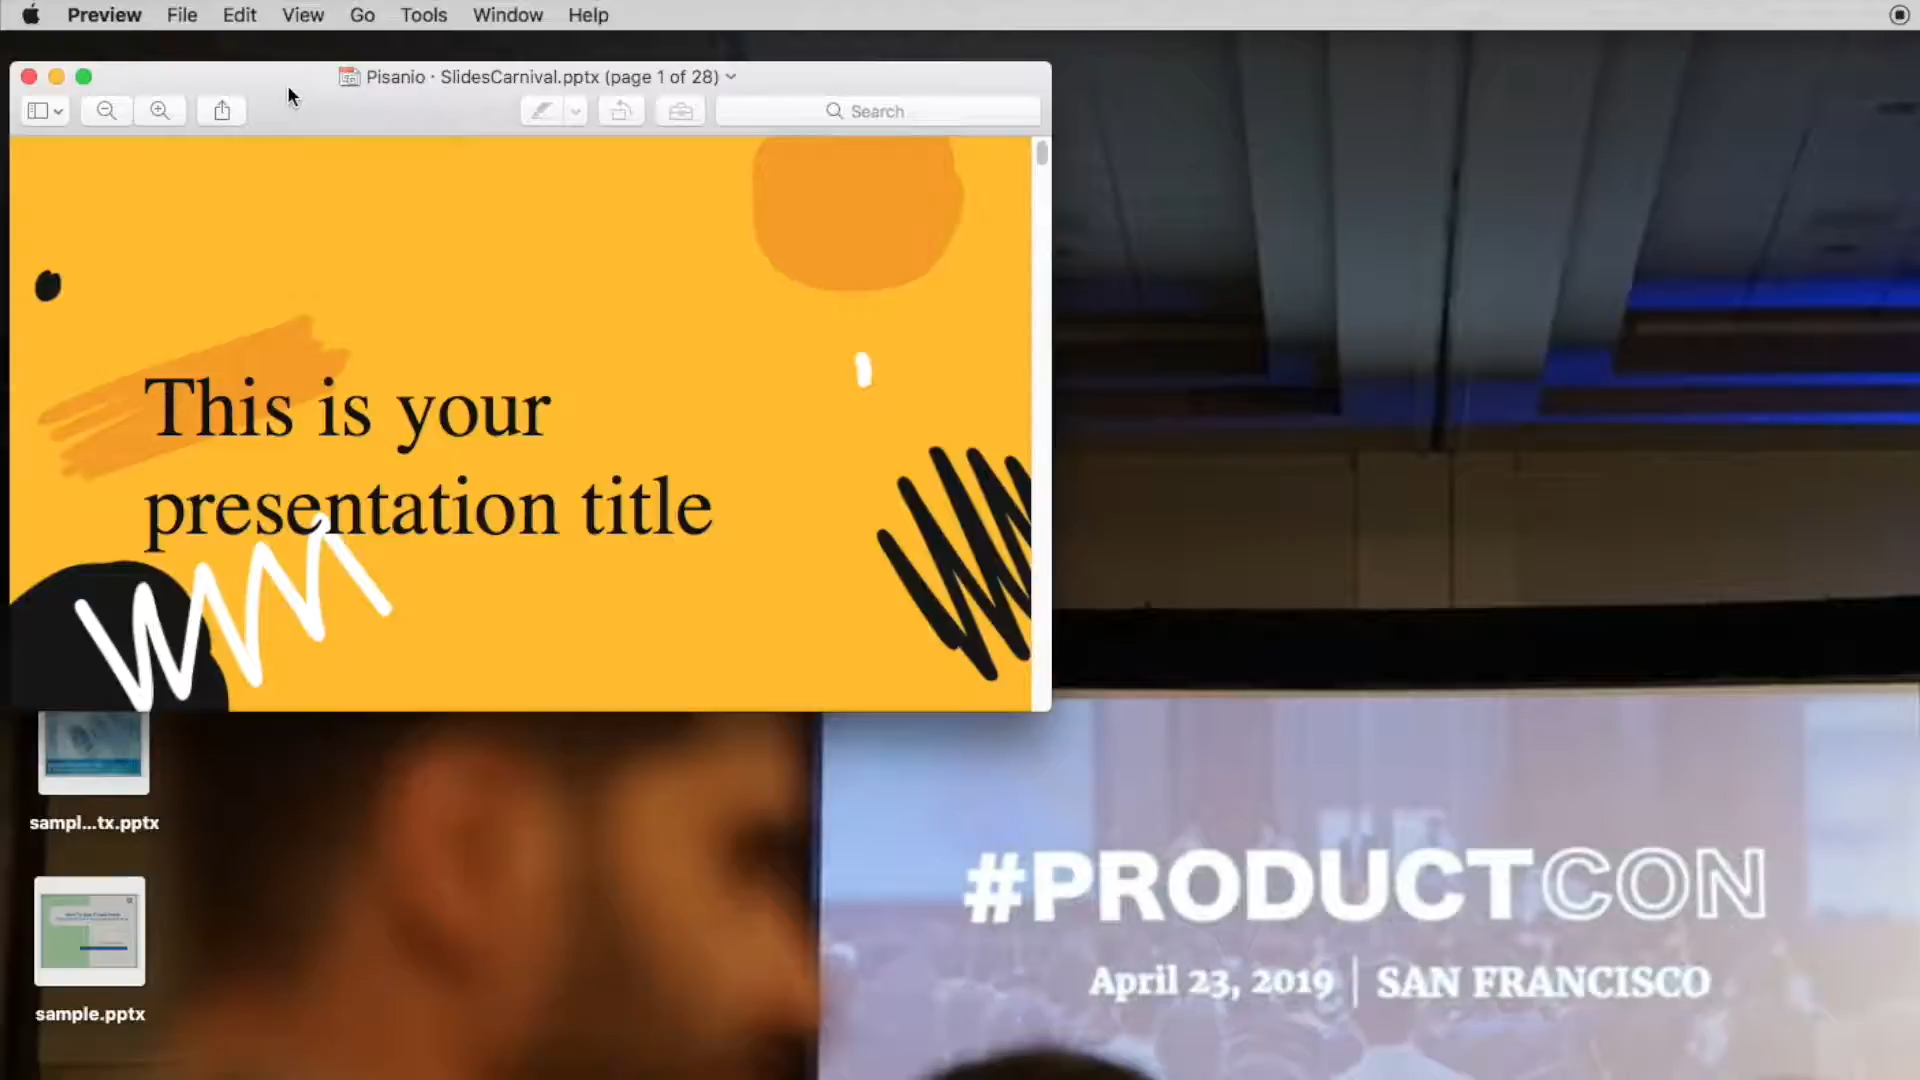 Preview File Edit View Go Tools Window Help
Pisanio · SlidesCarnival.pptx (page 1 of 28)
Search
This is your
presentation title
sampl...tx.pptx
sample.pptx
#PRODUCTCON
April 23, 2019 | SAN FRANCISCO